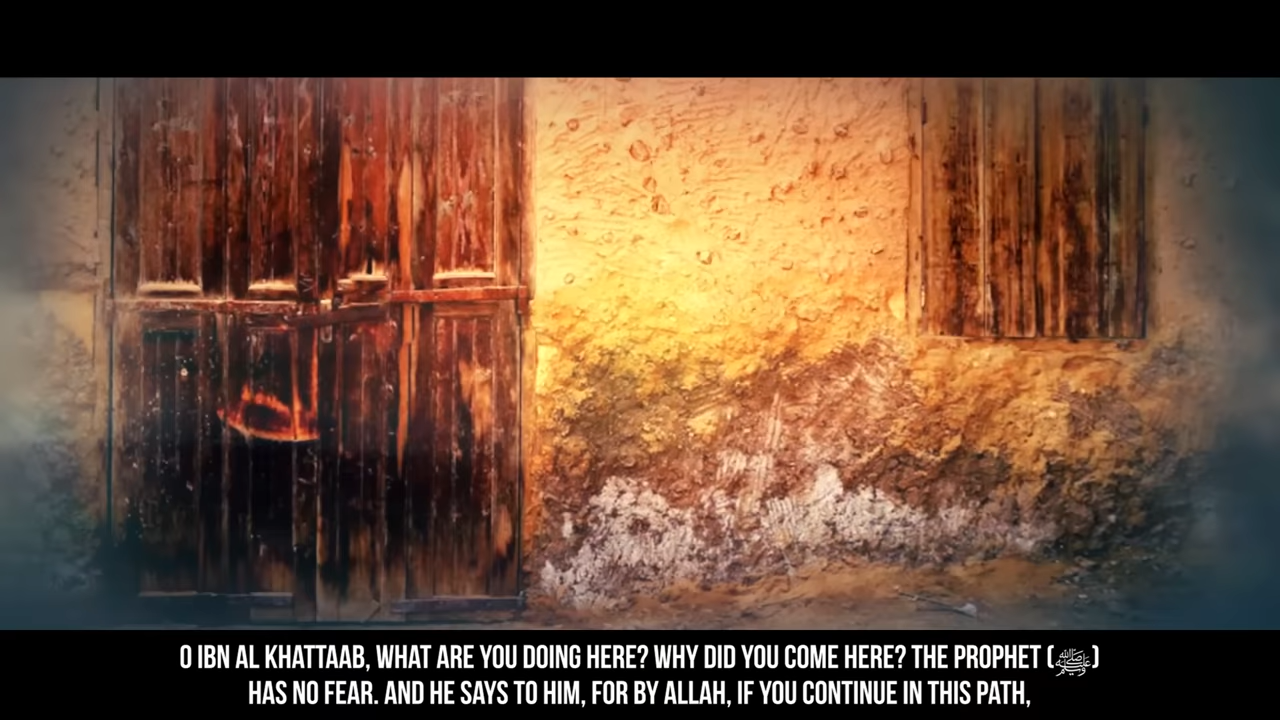 O IBN AL KHATTAAB, WHAT ARE YOU DOING HERE? WHY DID YOU COME HERE? THE PROPHET (ﷺ)
HAS NO FEAR. AND HE SAYS TO HIM, FOR BY ALLAH, IF YOU CONTINUE IN THIS PATH,